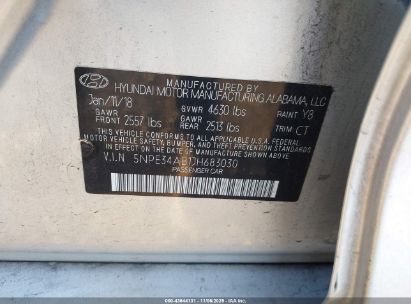 MANUFACTURED BY
HYUNDAI MOTOR MANUFACTURING ALABAMA, LLC
Jan/11/18 GVWR 4630 lbs PAINT Y8
GAWR FRONT 2557 lbs GAWR REAR 2513 lbs TRIM CT
THIS VEHICLE CONFORMS TO ALL APPLICABLE U.S.A FEDERAL
MOTOR VEHICLE SAFETY, BUMPER, AND THEFT PREVENTION
STANDARDS IN EFFECT ON THE DATE OF MANUFACTURE SHOWN ABOVE.
V.I.N
PASSENGER CAR